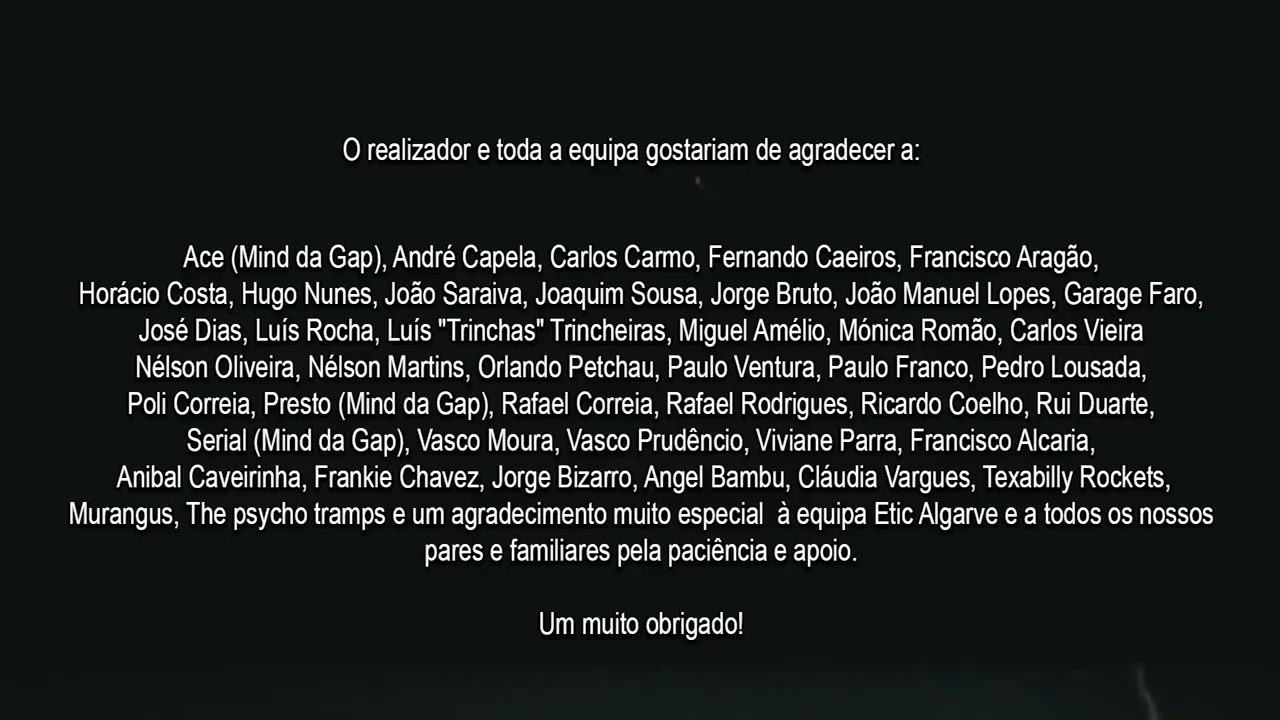 O realizador e toda a equipa gostariam de agradecer a:
Ace (Mind da Gap), André Capela, Carlos Carmo, Fernando Caeiros, Francisco Aragão,
Horácio Costa, Hugo Nunes, João Saraiva, Joaquim Sousa, Jorge Bruto, João Manuel Lopes, Garage Faro,
José Dias, Luís Rocha, Luís "Trinchas" Trincheiras, Miguel Amélio, Mónica Romão, Carlos Vieira
Nélson Oliveira, Nélson Martins, Orlando Petchau, Paulo Ventura, Paulo Franco, Pedro Lousada,
Poli Correia, Presto (Mind da Gap), Rafael Correia, Rafael Rodrigues, Ricardo Coelho, Rui Duarte,
Serial (Mind da Gap), Vasco Moura, Vasco Prudêncio, Viviane Parra, Francisco Alcaria,
Anibal Caveirinha, Frankie Chavez, Jorge Bizarro, Angel Bambu, Cláudia Vargues, Texabilly Rockets,
Murangus, The psycho tramps e um agradecimento muito especial  à equipa Etic Algarve e a todos os nossos
pares e familiares pela paciência e apoio.
Um muito obrigado!